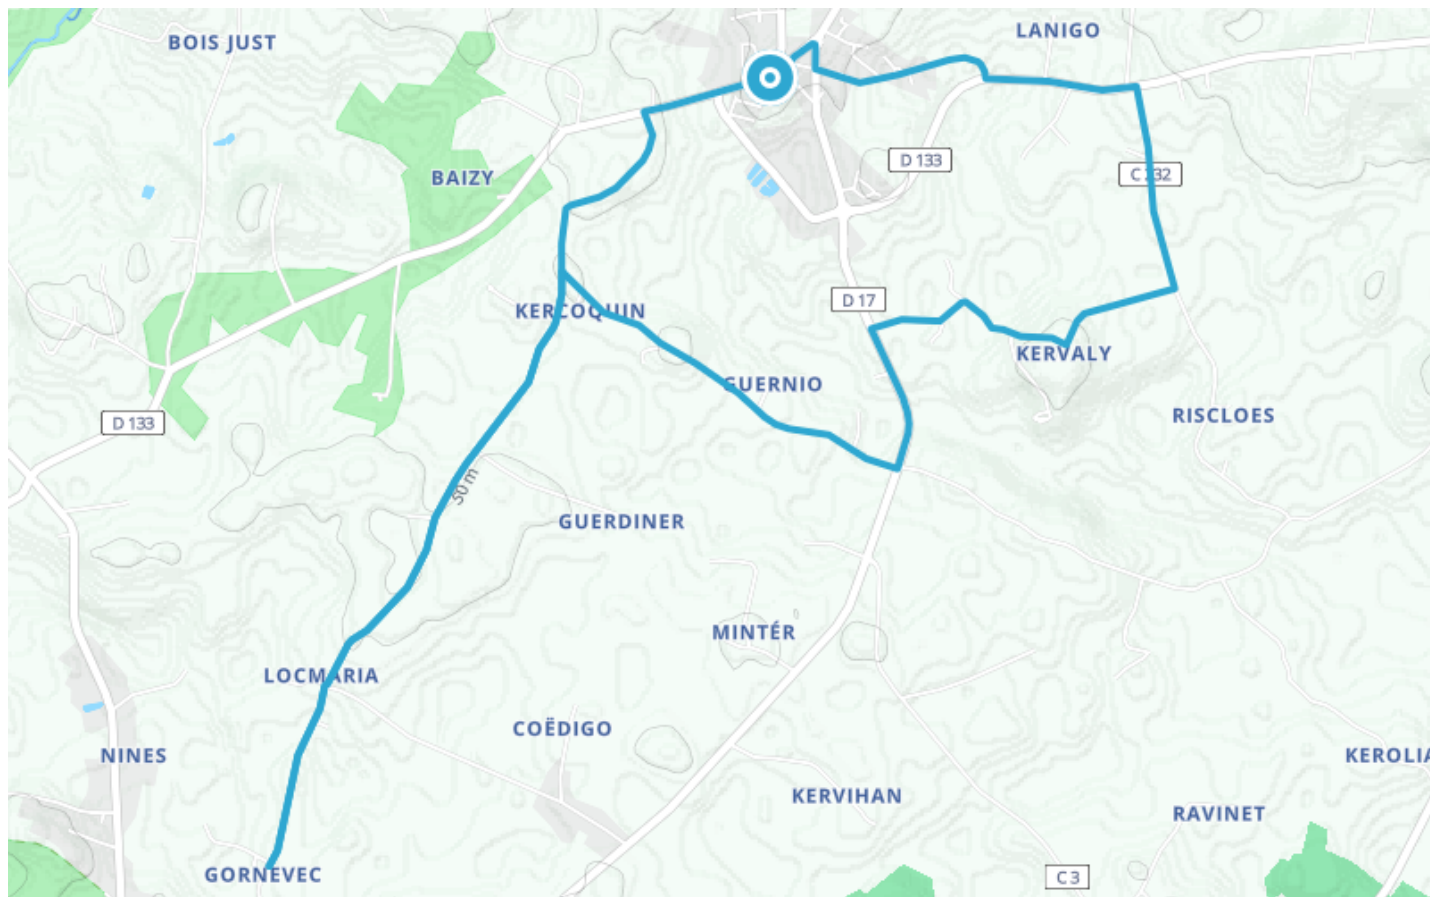 LANIGO
BOIS JUST
D 133
C 332
BAIZY
D 17
KERCOQUIN
KERVALY
GUERNIO
RISCLOES
D 133
50 m
GUERDINER
MINTÉR
LOCMARIA
COËDIGO
NINES
KEROLIA
KERVIHAN
RAVINET
GORNEVEC
C 3